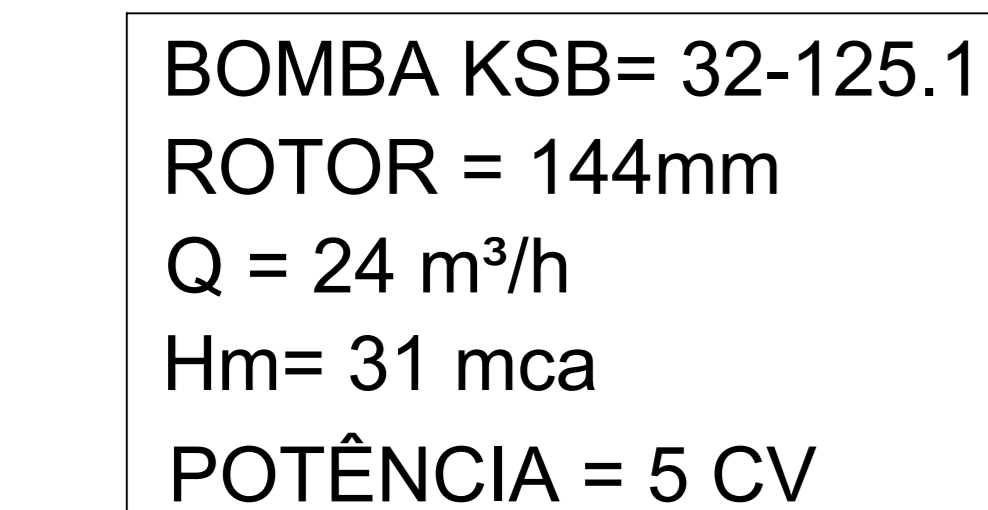 BOMBA KSB= 32-125.1
ROTOR = 144mm
Q = 24 m³/h
Hm= 31 mca
POTÊNCIA = 5 CV